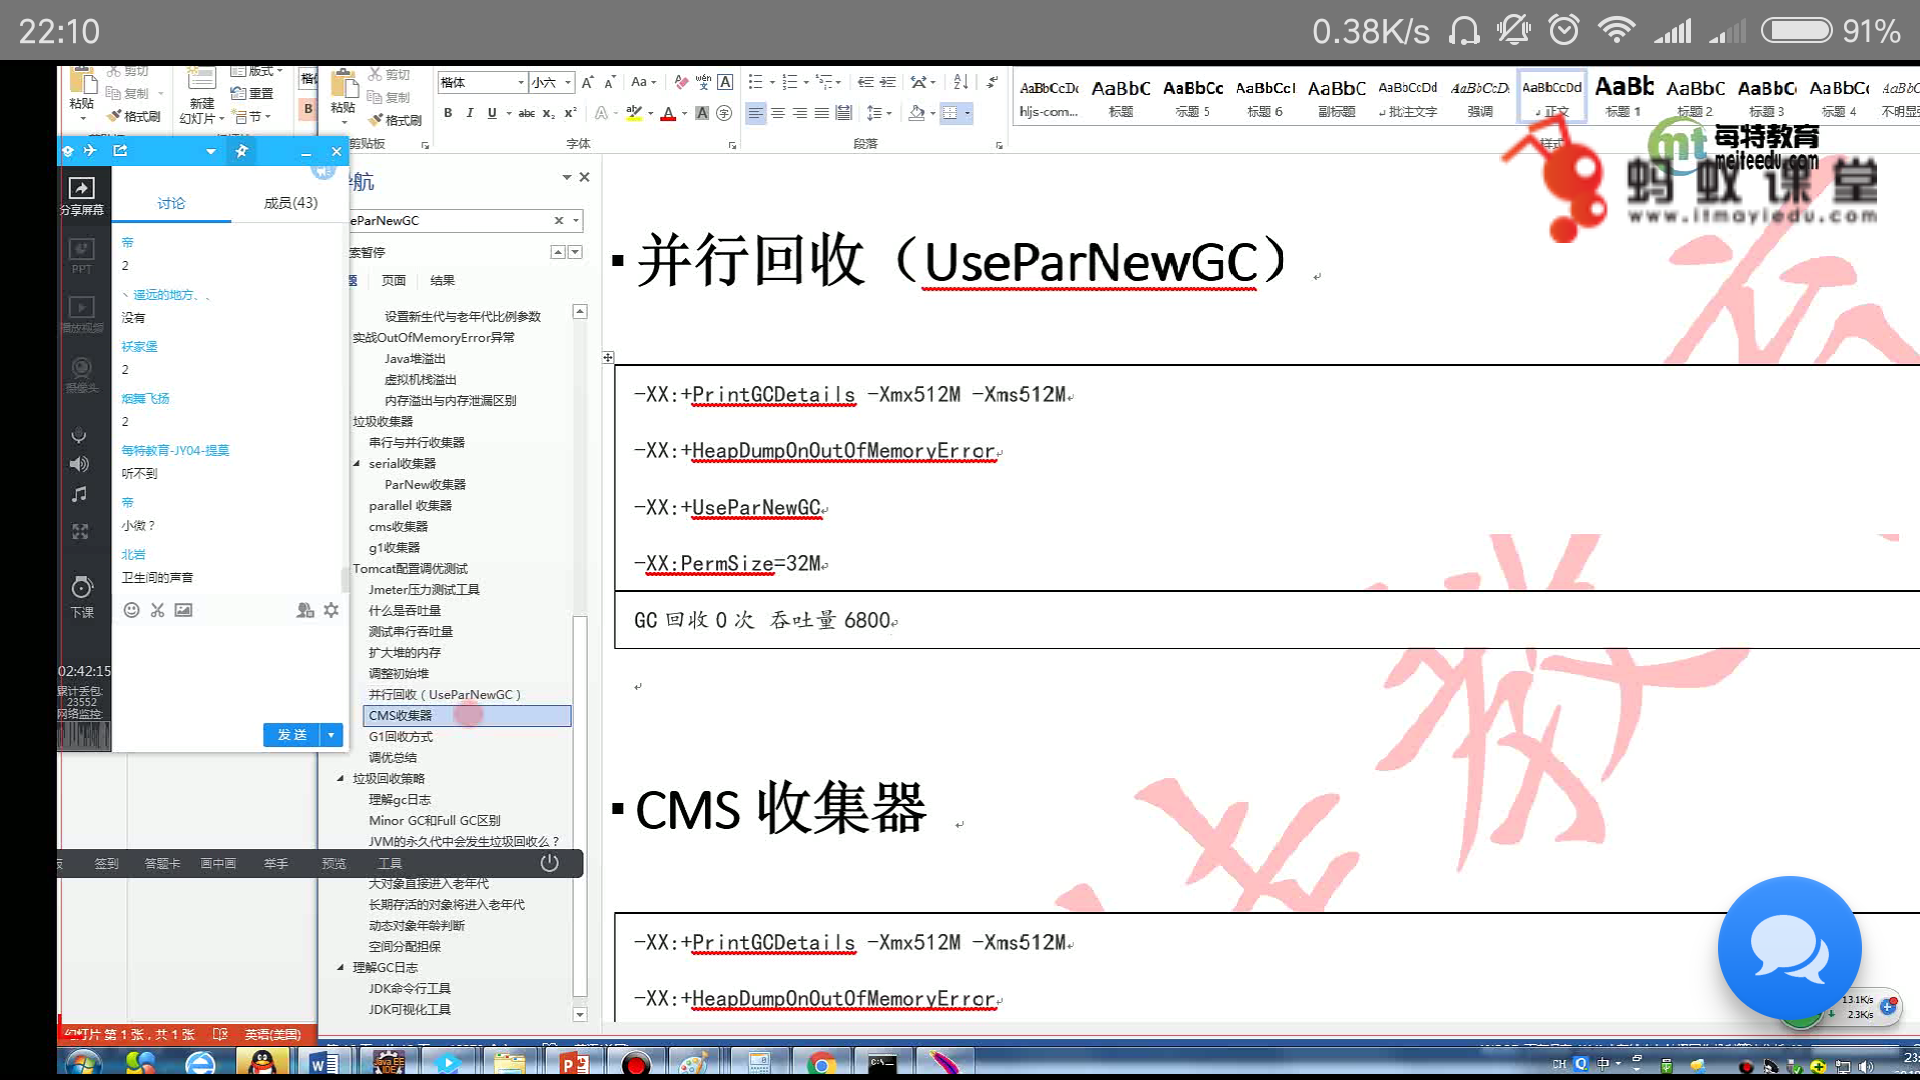 22:10
0.38K/s
91%
粘贴
剪切
复制
格式刷
新建
幻灯片
版式
重置
节
粘贴
剪切
复制
格式刷
楷体
小六
字体
段落
AaBbCcDc AaBbC AaBbCc AaBbCcI AaBbC AaBbCcDd AaBbCcD. AaBbCcDd AaBb AaBbC AaBbC AaBbCc
hljs-com... 标题 标题 5 标题 6 副标题 批注文字 强调 正文 标题 1 标题 2 标题 3 标题 4 不明显
每特教育
meiteedu.com
蚂蚁课堂
www.itmayiedu.com
分享屏幕
PPT
播放视频
摄像头
下课
02:42:15
累计丢包:
23552
网络监控:
讨论
成员(43)
帝
2
丶遥远的地方、、
没有
袄家堡
2
烟舞飞扬
2
每特教育-JY04-提莫
听不到
帝
小微？
北岩
卫生间的声音
发送
签到 答题卡 画中画 举手 预览 工具
航
eParNewGC
索暂停
题 页面 结果
设置新生代与老年代比例参数
实战OutOfMemoryError异常
Java堆溢出
虚拟机栈溢出
内存溢出与内存泄漏区别
垃圾收集器
串行与并行收集器
serial收集器
ParNew收集器
parallel 收集器
cms收集器
g1收集器
Tomcat配置调优测试
Jmeter压力测试工具
什么是吞吐量
测试串行吞吐量
扩大堆的内存
调整初始堆
并行回收（UseParNewGC）
CMS收集器
G1回收方式
调优总结
垃圾回收策略
理解gc日志
Minor GC和Full GC区别
JVM的永久代中会发生垃圾回收么？
大对象直接进入老年代
长期存活的对象将进入老年代
动态对象年龄判断
空间分配担保
理解GC日志
JDK命令行工具
JDK可视化工具
▪并行回收（UseParNewGC）
-XX:+PrintGCDetails -Xmx512M -Xms512M
-XX:+HeapDumpOnOutOfMemoryError
-XX:+UseParNewGC
-XX:PermSize=32M
GC 回收 0 次 吞吐量 6800
▪CMS 收集器
-XX:+PrintGCDetails -Xmx512M -Xms512M
-XX:+HeapDumpOnOutOfMemoryError
13.1K/s
2.3K/s
幻灯片 第 1 张，共 1 张 英语(美国)
CH 中